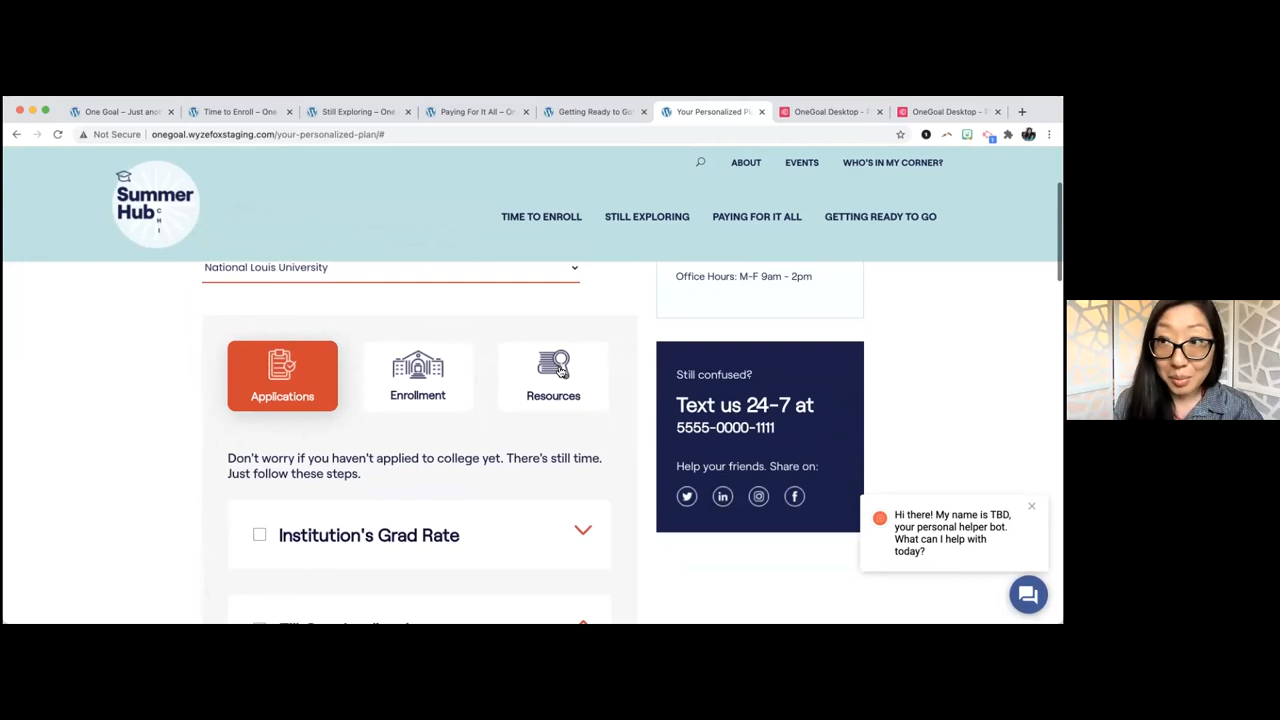 One Goal – Just anot
Time to Enroll – One
Still Exploring – One
Paying For It All – On
Getting Ready to Go!
Your Personalized Pl
OneGoal Desktop -
OneGoal Desktop -
Not Secure onegoal.wyzefoxstaging.com/your-personalized-plan/#
Summer
Hub
CHI
ABOUT EVENTS WHO'S IN MY CORNER?
TIME TO ENROLL STILL EXPLORING PAYING FOR IT ALL GETTING READY TO GO
National Louis University
Office Hours: M-F 9am - 2pm
Applications
Enrollment
Resources
Don't worry if you haven't applied to college yet. There's still time.
Just follow these steps.
Institution's Grad Rate
Still confused?
Text us 24-7 at
5555-0000-1111
Help your friends. Share on:
Hi there! My name is TBD,
your personal helper bot.
What can I help with
today?